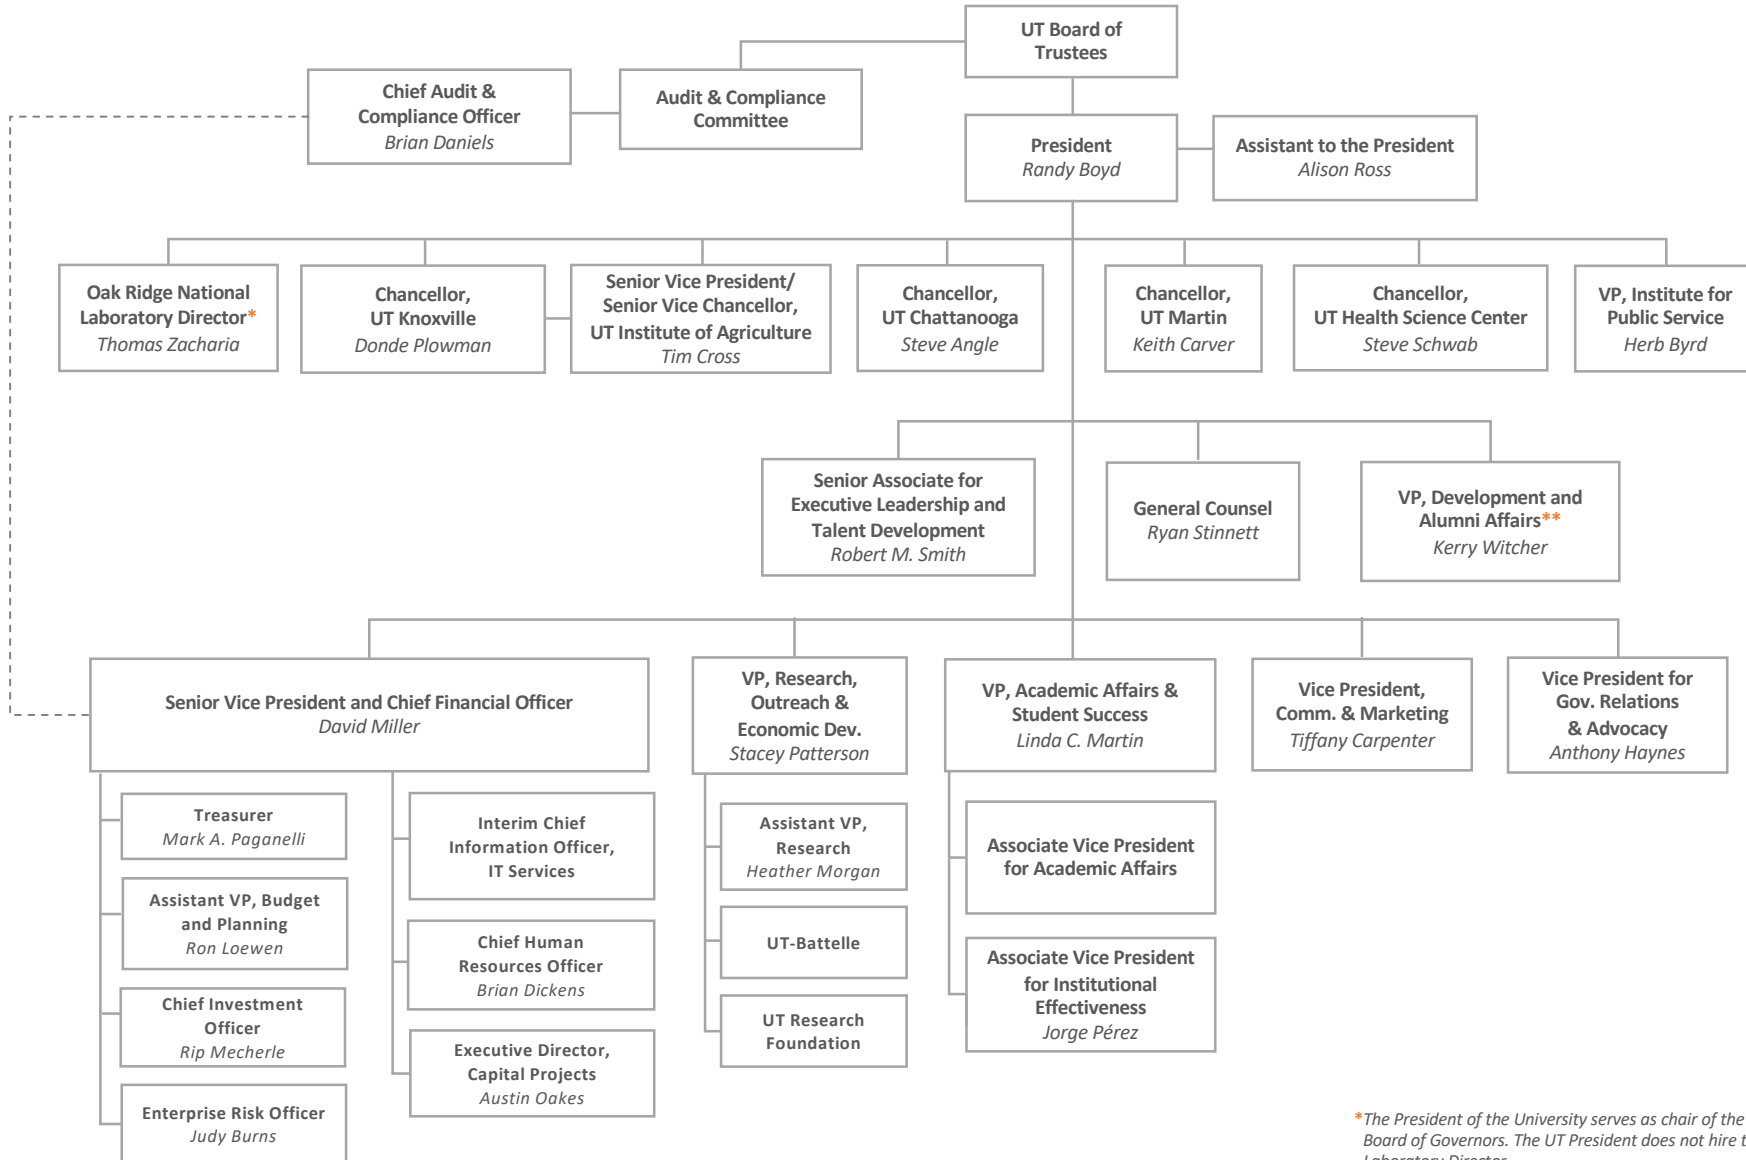 UT Board of
Trustees
Chief Audit &
Compliance Officer
Brian Daniels
Audit & Compliance
Committee
President
Randy Boyd
Assistant to the President
Alison Ross
Oak Ridge National
Laboratory Director*
Thomas Zacharia
Chancellor,
UT Knoxville
Donde Plowman
Senior Vice President/
Senior Vice Chancellor,
UT Institute of Agriculture
Tim Cross
Chancellor,
UT Chattanooga
Steve Angle
Chancellor,
UT Martin
Keith Carver
Chancellor,
UT Health Science Center
Steve Schwab
VP, Institute for
Public Service
Herb Byrd
Senior Associate for
Executive Leadership and
Talent Development
Robert M. Smith
General Counsel
Ryan Stinnett
VP, Development and
Alumni Affairs**
Kerry Witcher
Senior Vice President and Chief Financial Officer
David Miller
VP, Research,
Outreach &
Economic Dev.
Stacey Patterson
VP, Academic Affairs &
Student Success
Linda C. Martin
Vice President,
Comm. & Marketing
Tiffany Carpenter
Vice President for
Gov. Relations
& Advocacy
Anthony Haynes
Treasurer
Mark A. Paganelli
Assistant VP, Budget
and Planning
Ron Loewen
Chief Investment
Officer
Rip Mecherle
Enterprise Risk Officer
Judy Burns
Interim Chief
Information Officer,
IT Services
Chief Human
Resources Officer
Brian Dickens
Executive Director,
Capital Projects
Austin Oakes
Assistant VP,
Research
Heather Morgan
UT-Battelle
UT Research
Foundation
Associate Vice President
for Academic Affairs
Associate Vice President
for Institutional
Effectiveness
Jorge Pérez
*The President of the University serves as chair of the
Board of Governors. The UT President does not hire
Laboratory Director